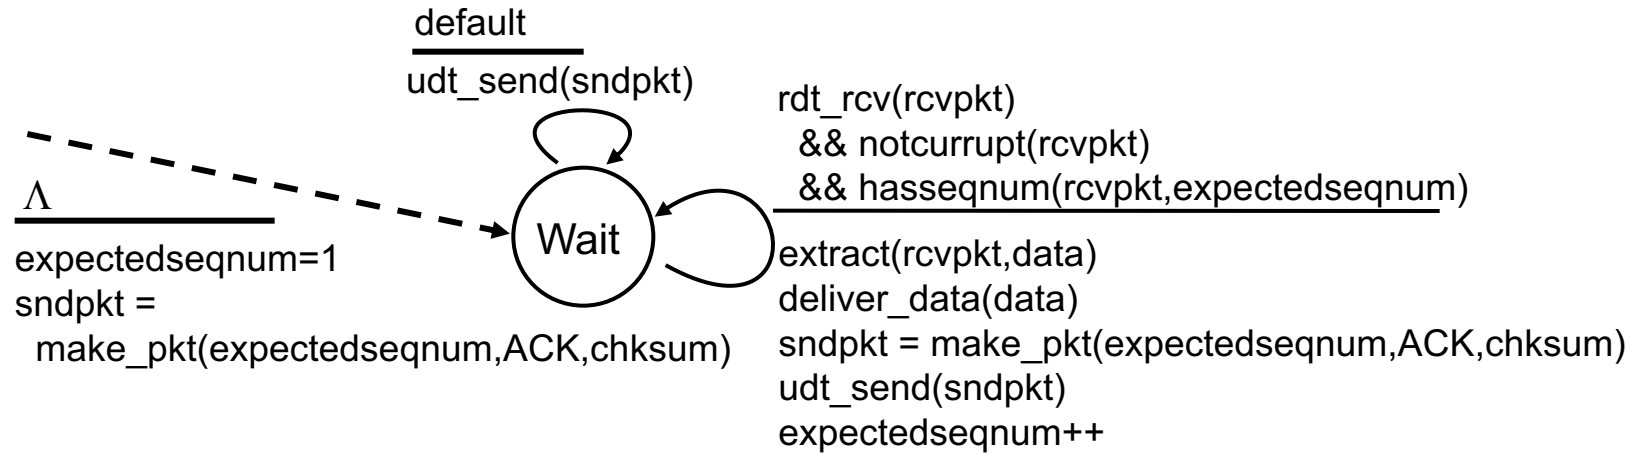 default
udt_send(sndpkt)
rdt_rcv(rcvpkt)
&& notcurrupt(rcvpkt)
&& hasseqnum(rcvpkt,expectedseqnum)
Λ
Wait
expectedseqnum=1
sndpkt =
make_pkt(expectedseqnum,ACK,chksum)
extract(rcvpkt,data)
deliver_data(data)
sndpkt = make_pkt(expectedseqnum,ACK,chksum)
udt_send(sndpkt)
expectedseqnum++